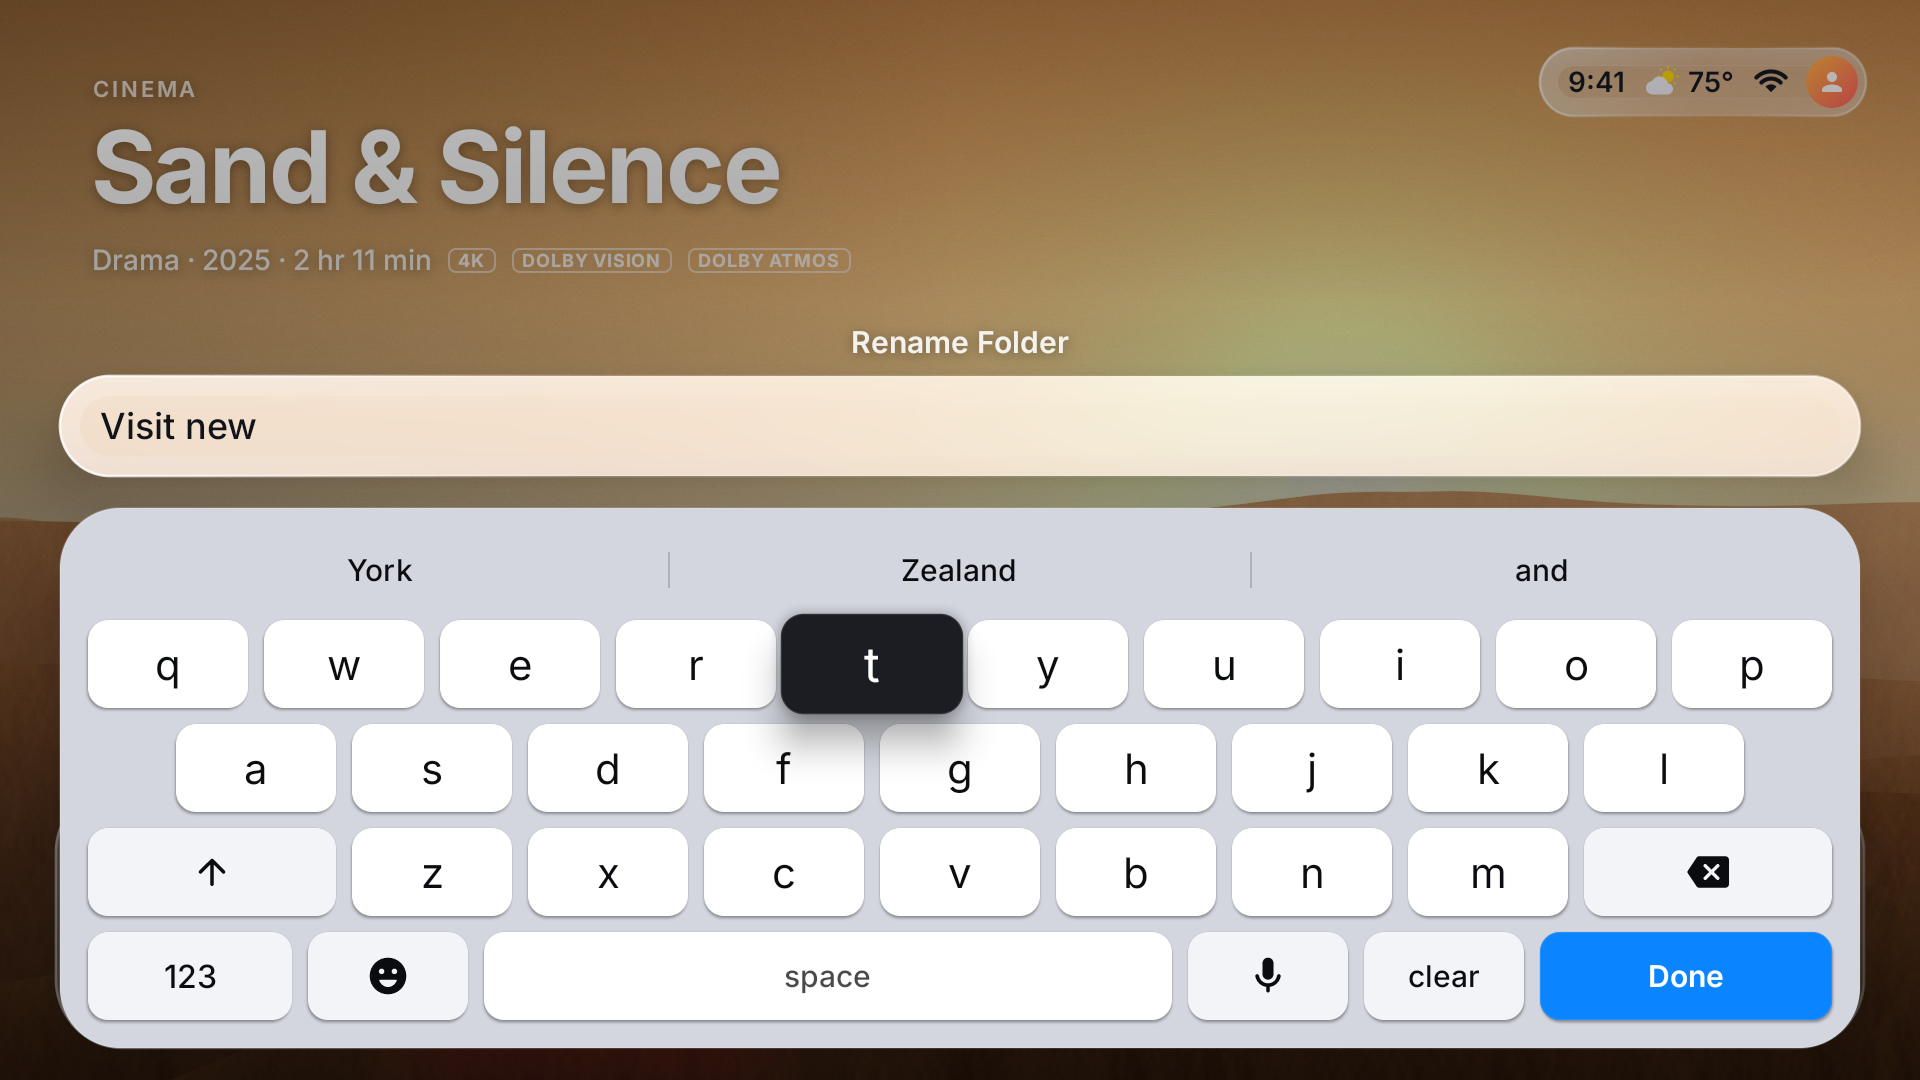 CINEMA
9:41 75°
Sand & Silence
Drama · 2025 · 2 hr 11 min 4K DOLBY VISION DOLBY ATMOS
Rename Folder
Visit new
York Zealand and
q w e r t y u i o p
a s d f g h j k l
z x c v b n m
123 space clear Done